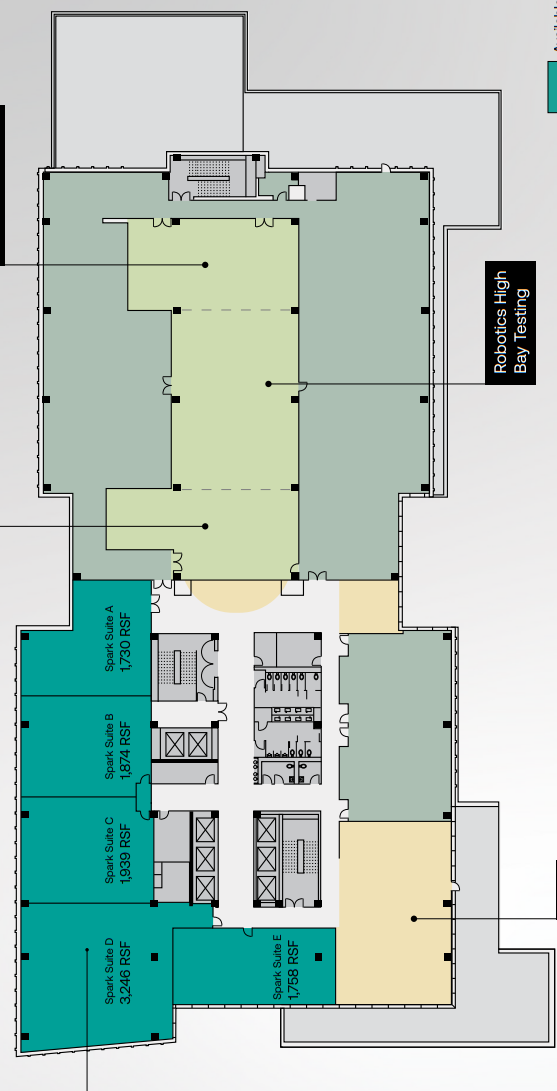 Robotics High
Bay Testing
Spark Suite A
1,730 RSF
Spark Suite B
1,874 RSF
Spark Suite C
1,939 RSF
Spark Suite D
3,246 RSF
Spark Suite E
1,758 RSF